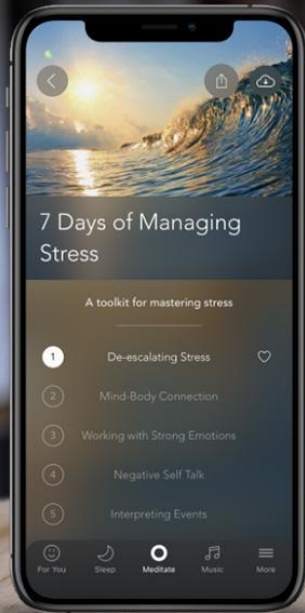 7 Days of Managing
Stress
A toolkit for mastering stress
1 De-escalating Stress
2 Mind-Body Connection
3 Working with Strong Emotions
4 Negative Self Talk
5 Interpreting Events
For You Sleep Meditate Music More